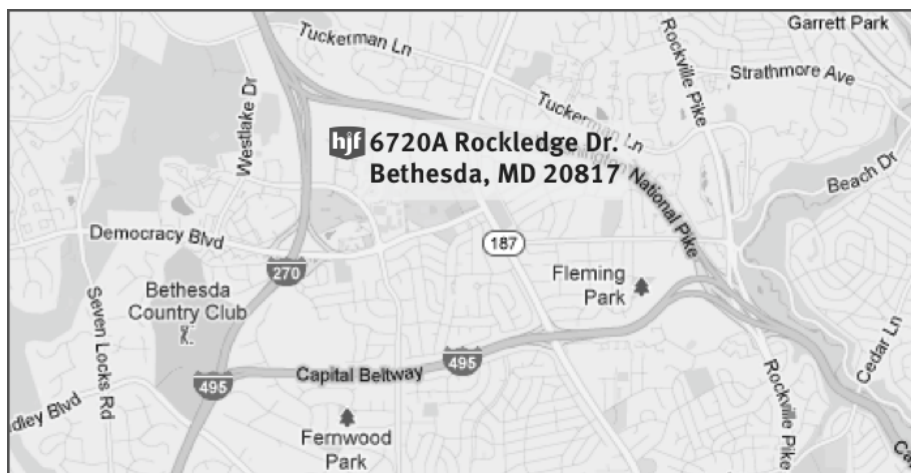 Garrett Park
Tuckerman Ln
Rockville Pike
Strathmore Ave
Westlake Dr
Tuckerman Ln
hjf 6720A Rockledge Dr.
Bethesda, MD 20817
National Pike
Beach Dr
Democracy Blvd
187
270
Fleming
Park
Bethesda
Country Club
Seven Locks Rd
495
Capital Beltway
495
Cedar Ln
Rockville Pike
dley Blvd
Fernwood
Park
Ca